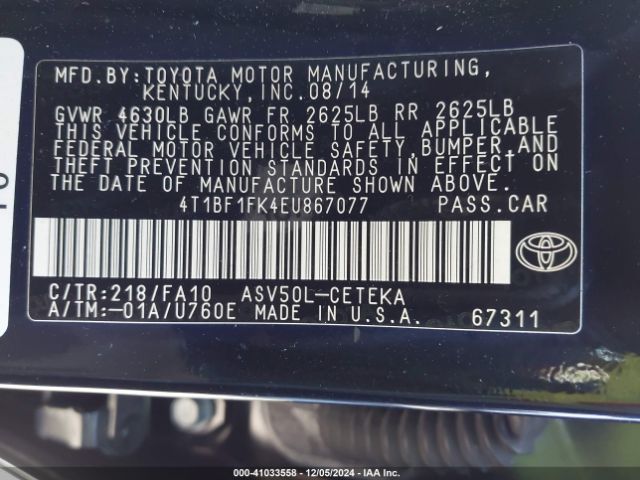 MFD.BY:TOYOTA MOTOR MANUFACTURING,
KENTUCKY,INC.08/14
GVWR 4630LB GAWR FR 2625LB RR 2625LB
THIS VEHICLE CONFORMS TO ALL APPLICABLE
FEDERAL MOTOR VEHICLE SAFETY,BUMPER,AND
THEFT PREVENTION STANDARDS IN EFFECT ON
THE DATE OF MANUFACTURE SHOWN ABOVE.
4T1BF1FK4EU867077 PASS.CAR
C/TR:218/FA10 ASV50L-CETEKA
A/TM:-01A/U760E MADE IN U.S.A. 67311
000-41033558 - 12/05/2024 - IAA Inc.